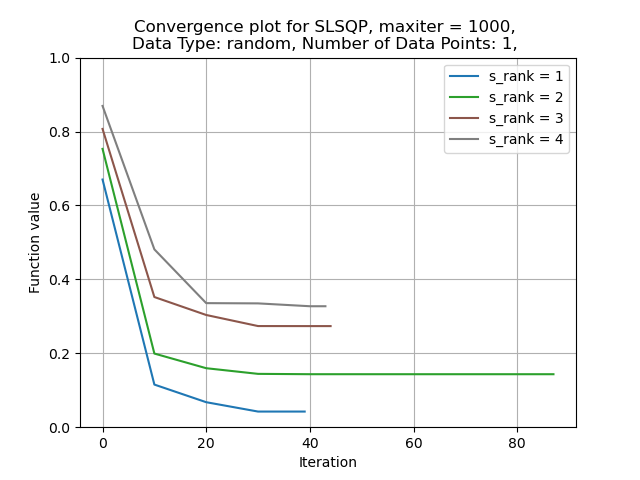 Convergence plot for SLSQP, maxiter = 1000,
Data Type: random, Number of Data Points: 1,
s_rank = 1
s_rank = 2
s_rank = 3
s_rank = 4
Function value
1.0
0.8
0.6
0.4
0.2
0.0
0 20 40 60 80
Iteration